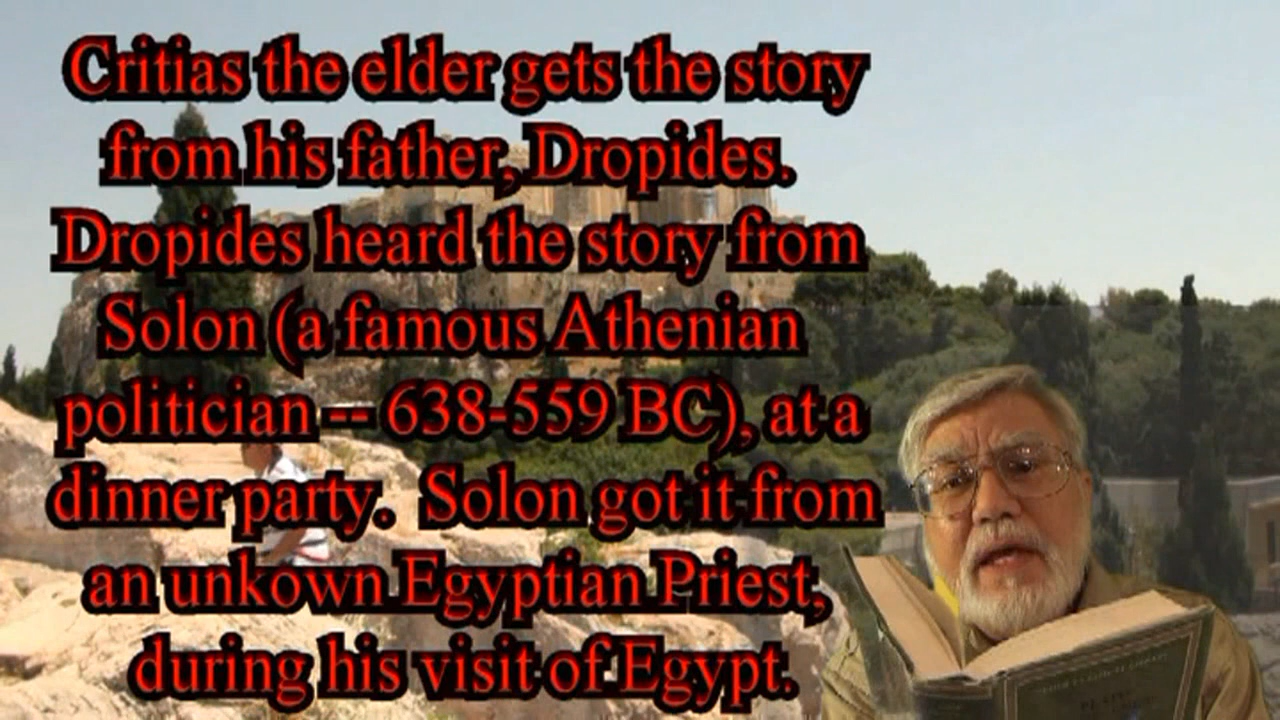 Critias the elder gets the story
from his father, Dropides.
Dropides heard the story from
Solon (a famous Athenian
politician -- 638-559 BC), at a
dinner party.  Solon got it from
an unkown Egyptian Priest,
during his visit of Egypt.